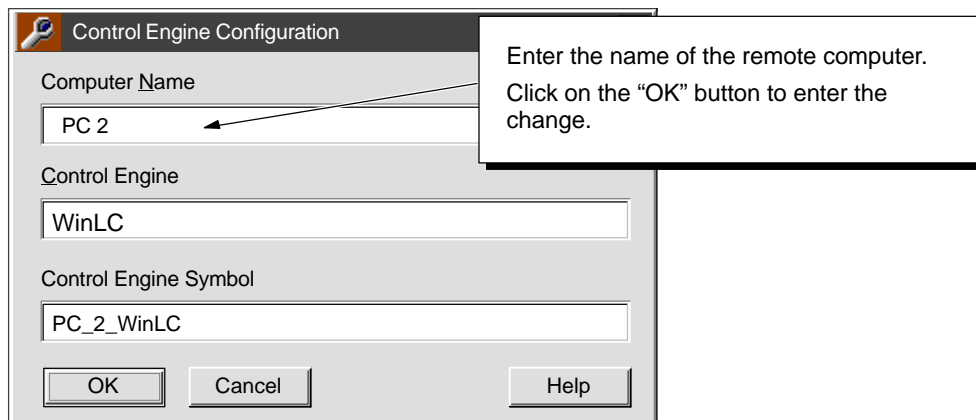 Control Engine Configuration
Enter the name of the remote computer.
Click on the “OK” button to enter the
change.
Computer Name
PC 2
Control Engine
WinLC
Control Engine Symbol
PC_2_WinLC
OK Cancel Help